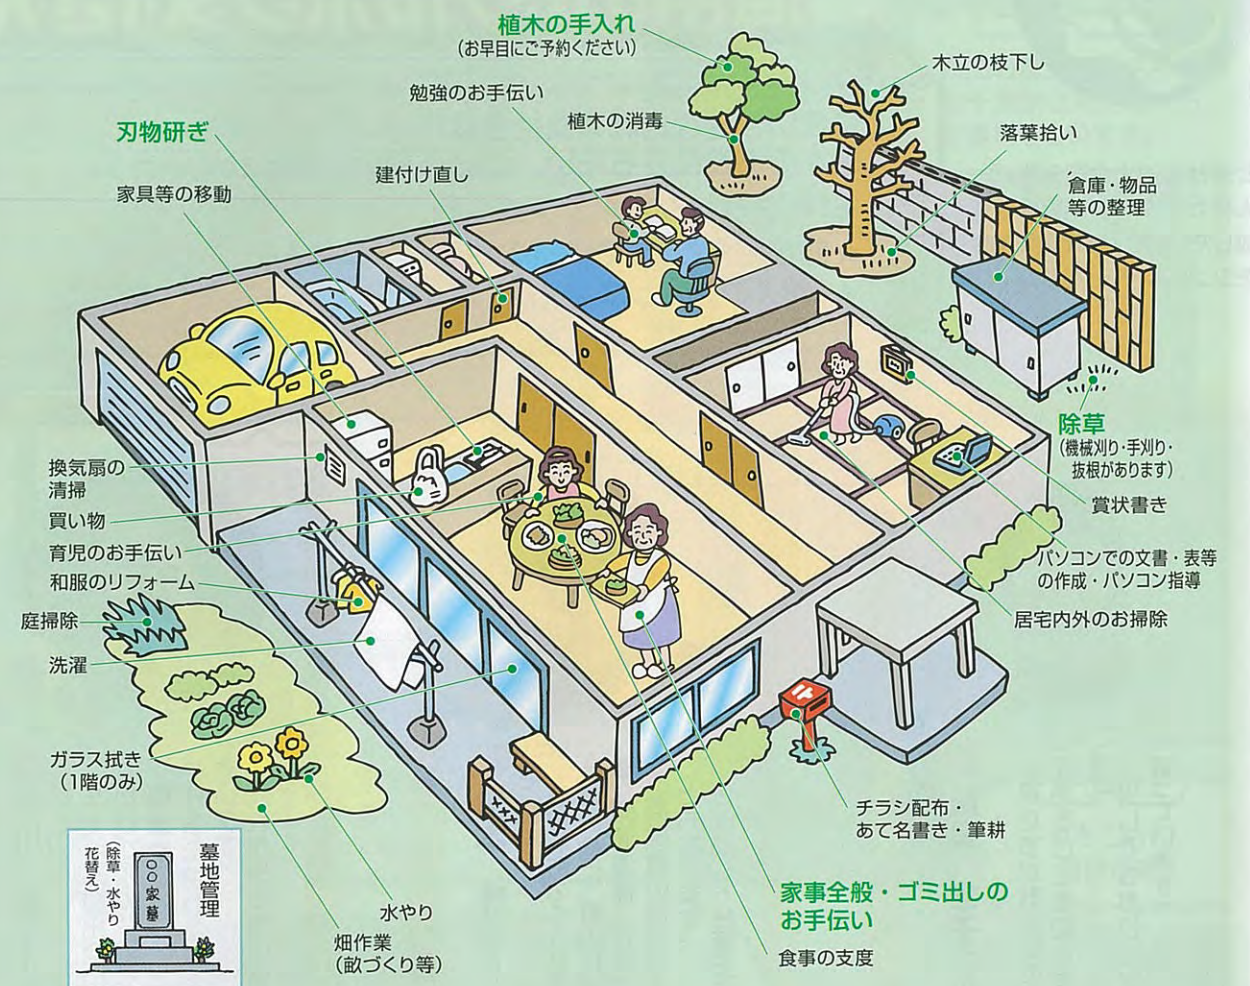 植木の手入れ
（お早目にご予約ください）
勉強のお手伝い
植木の消毒
木立の枝下し
落葉拾い
刃物研ぎ
建付け直し
家具等の移動
倉庫・物品
等の整理
除草
（機械刈り・手刈り・
抜根があります）
賞状書き
パソコンでの文書・表等
の作成・パソコン指導
居宅内外のお掃除
換気扇の
清掃
買い物
育児のお手伝い
和服のリフォーム
庭掃除
洗濯
ガラス拭き
（1階のみ）
チラシ配布・
あて名書き・筆耕
家事全般・ゴミ出しの
お手伝い
食事の支度
水やり
畑作業
（畝づくり等）
墓地管理
（除草・水やり
花替え）
〇〇家墓